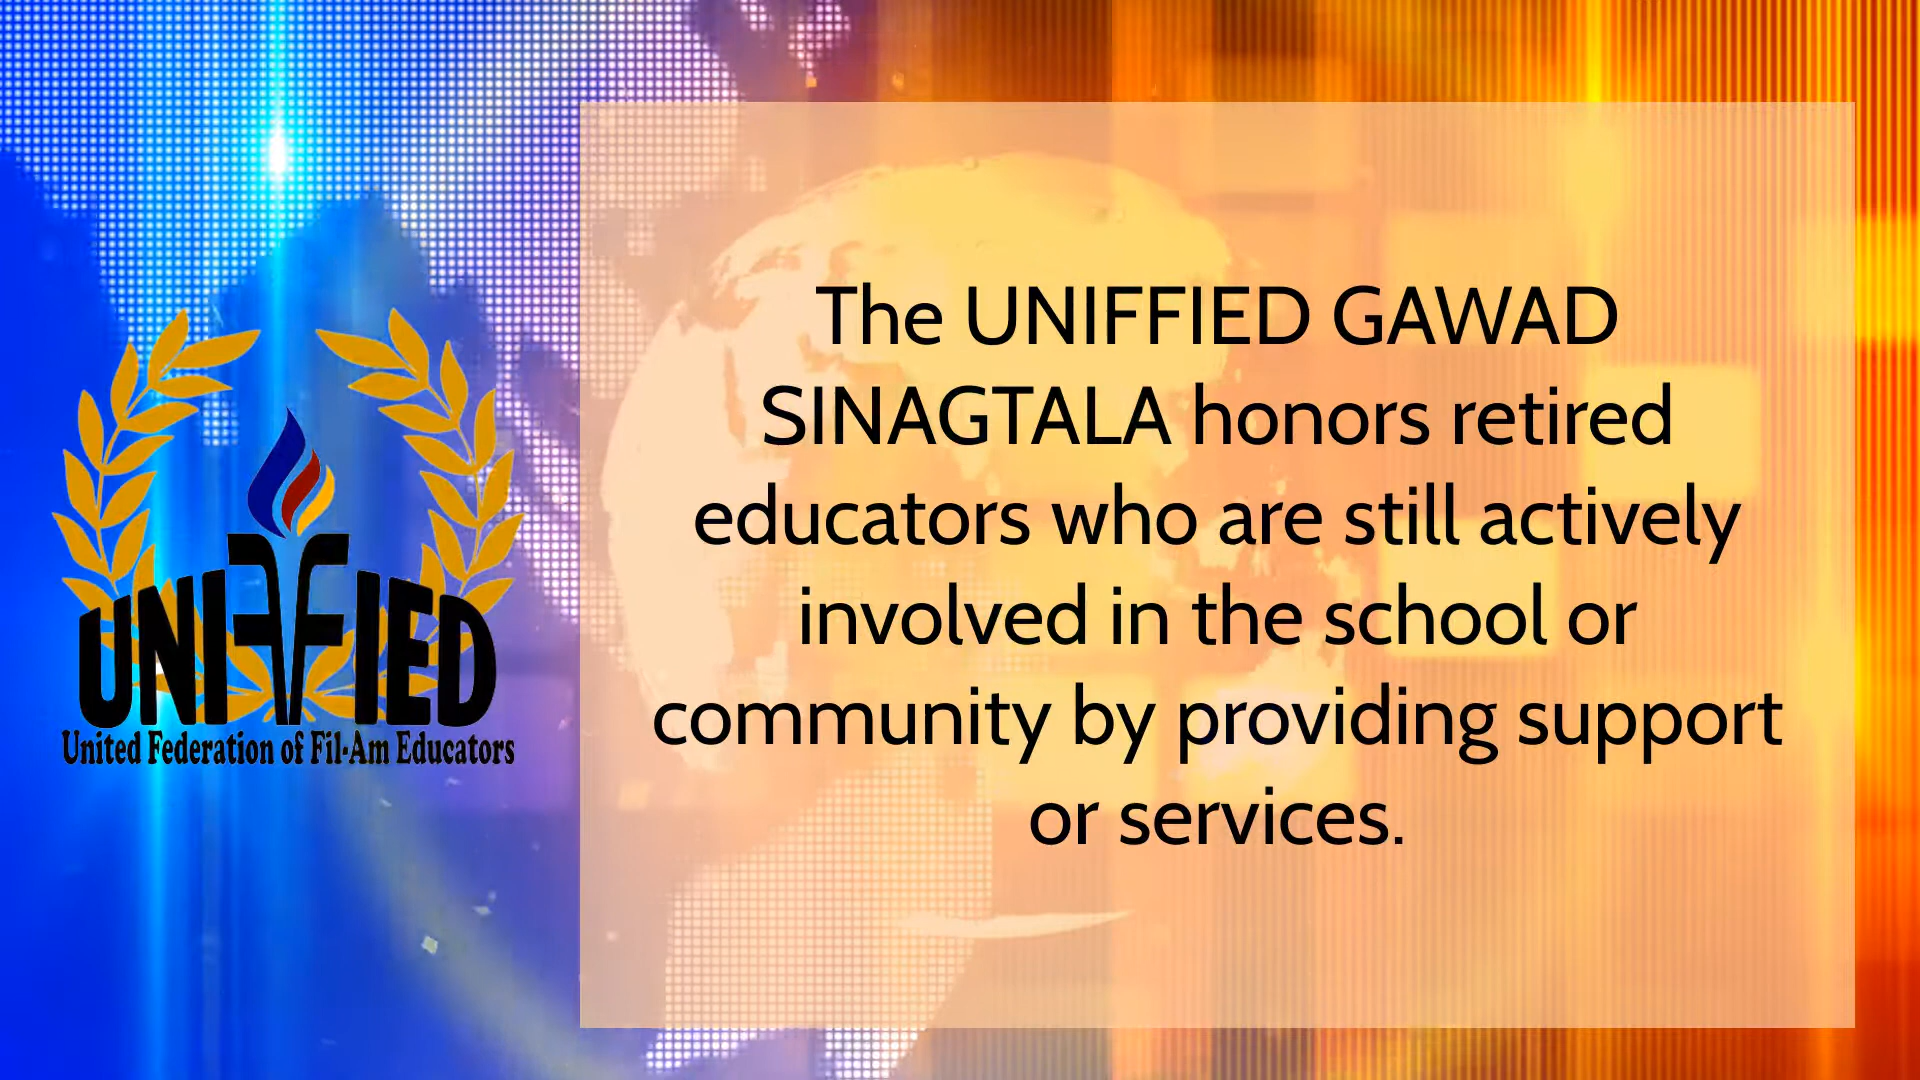 UNIFFIED
United Federation of Fil-Am Educators
The UNIFFIED GAWAD
SINAGTALA honors retired
educators who are still actively
involved in the school or
community by providing support
or services.